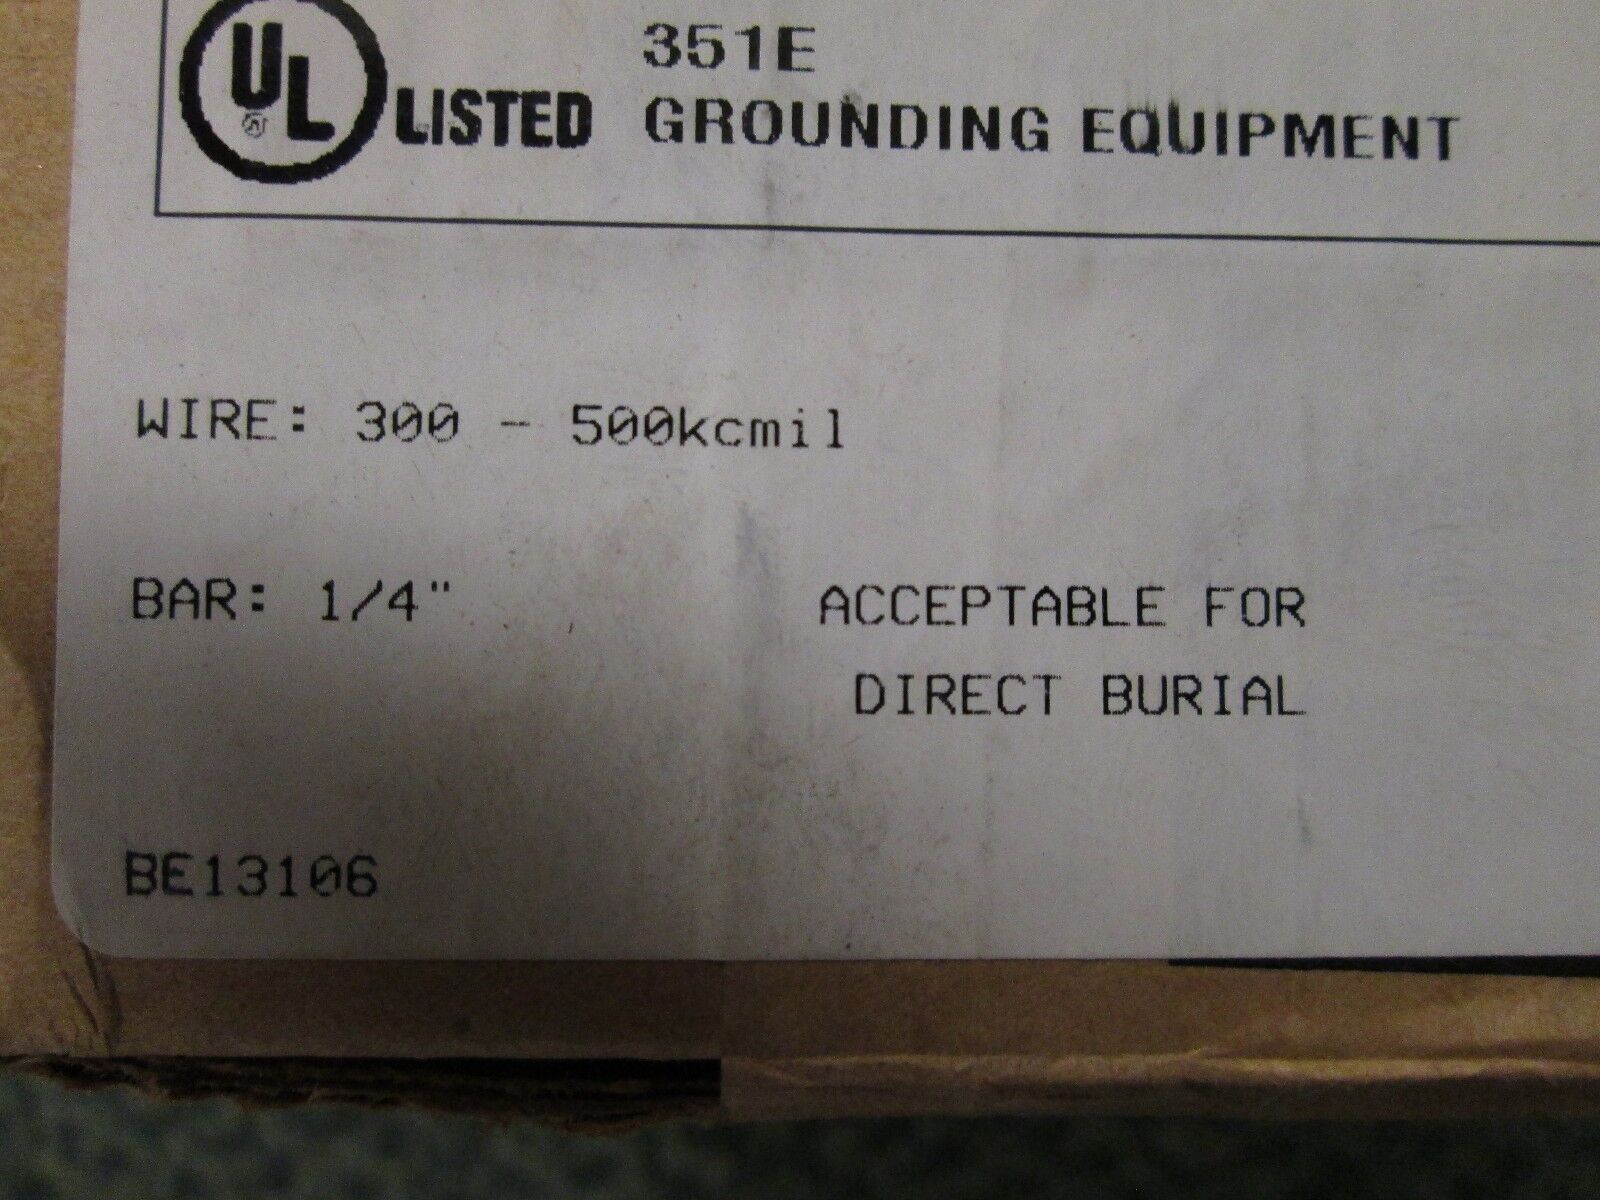 351E
UL LISTED GROUNDING EQUIPMENT
WIRE: 300 - 500kcmil
BAR: 1/4" ACCEPTABLE FOR
DIRECT BURIAL
BE13106